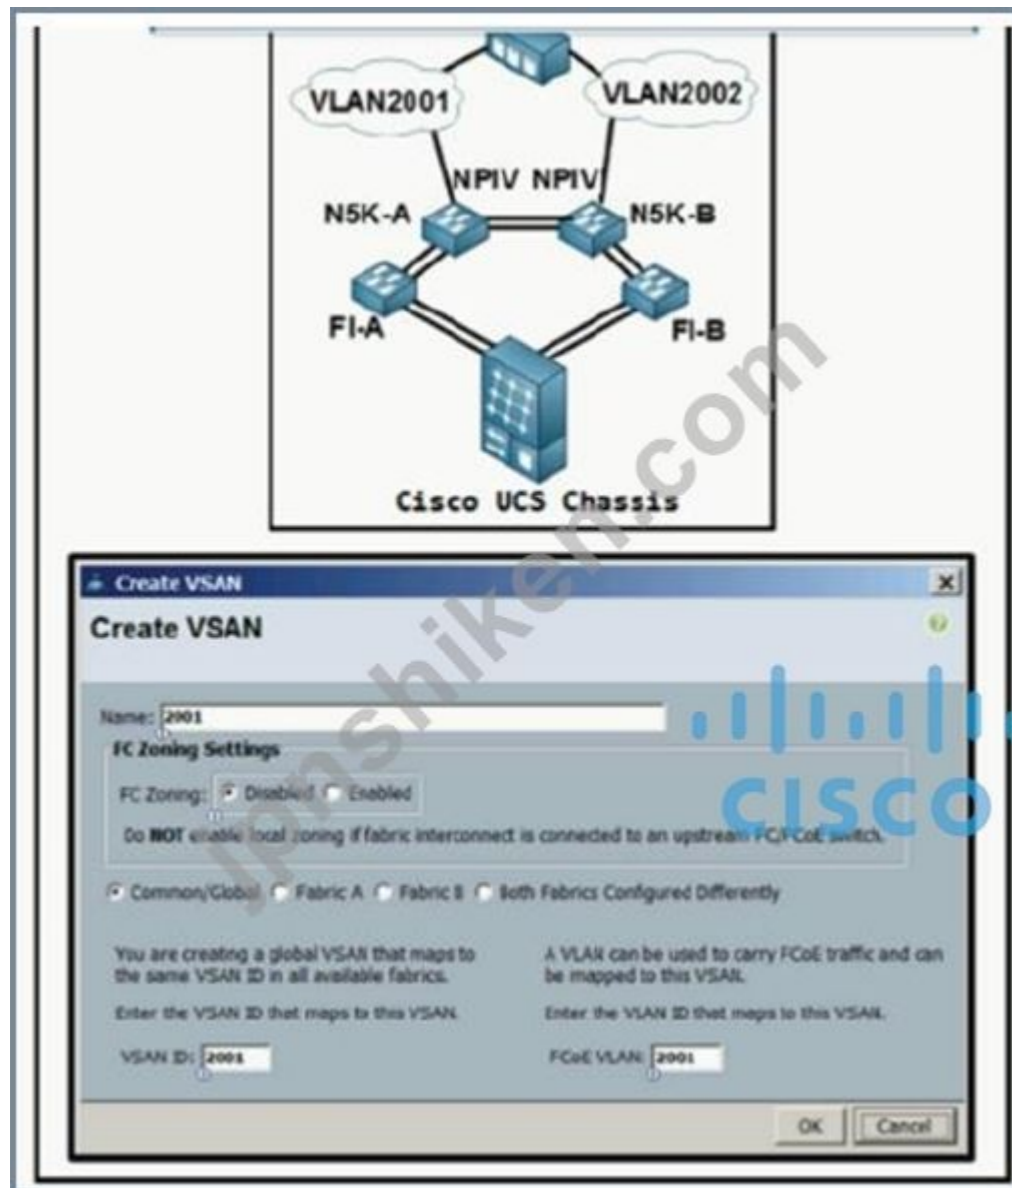 VLAN2001
VLAN2002
NPIV NPIV
N5K-A
N5K-B
FI-A
FI-B
Cisco UCS Chassis
Create VSAN
Create VSAN
Name: 2001
FC Zoning Settings
FC Zoning: Disabled Enabled
Do NOT enable local zoning if fabric interconnect is connected to an upstream FC/FCoE switch.
Common/Global Fabric A Fabric B Both Fabrics Configured Differently
You are creating a global VSAN that maps to
the same VSAN ID in all available fabrics.
Enter the VSAN ID that maps to this VSAN.
VSAN ID: 2001
A VLAN can be used to carry FCoE traffic and can
be mapped to this VSAN.
Enter the VLAN ID that maps to this VSAN.
FCoE VLAN: 2001
OK Cancel
CISCO
jpnshiken.com